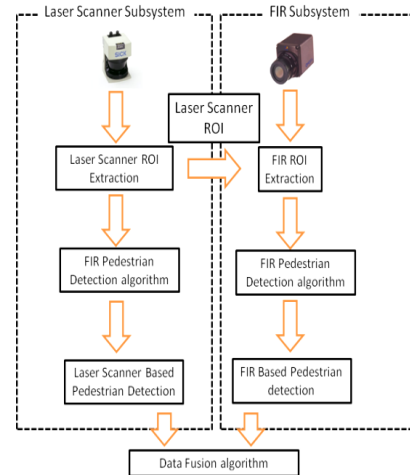 Laser Scanner Subsystem
FIR Subsystem
SICK
Laser Scanner
ROI
Laser Scanner ROI
Extraction
FIR ROI
Extraction
FIR Pedestrian
Detection algorithm
FIR Pedestrian
Detection algorithm
Laser Scanner Based
Pedestrian Detection
FIR Based Pedestrian
detection
Data Fusion algorithm